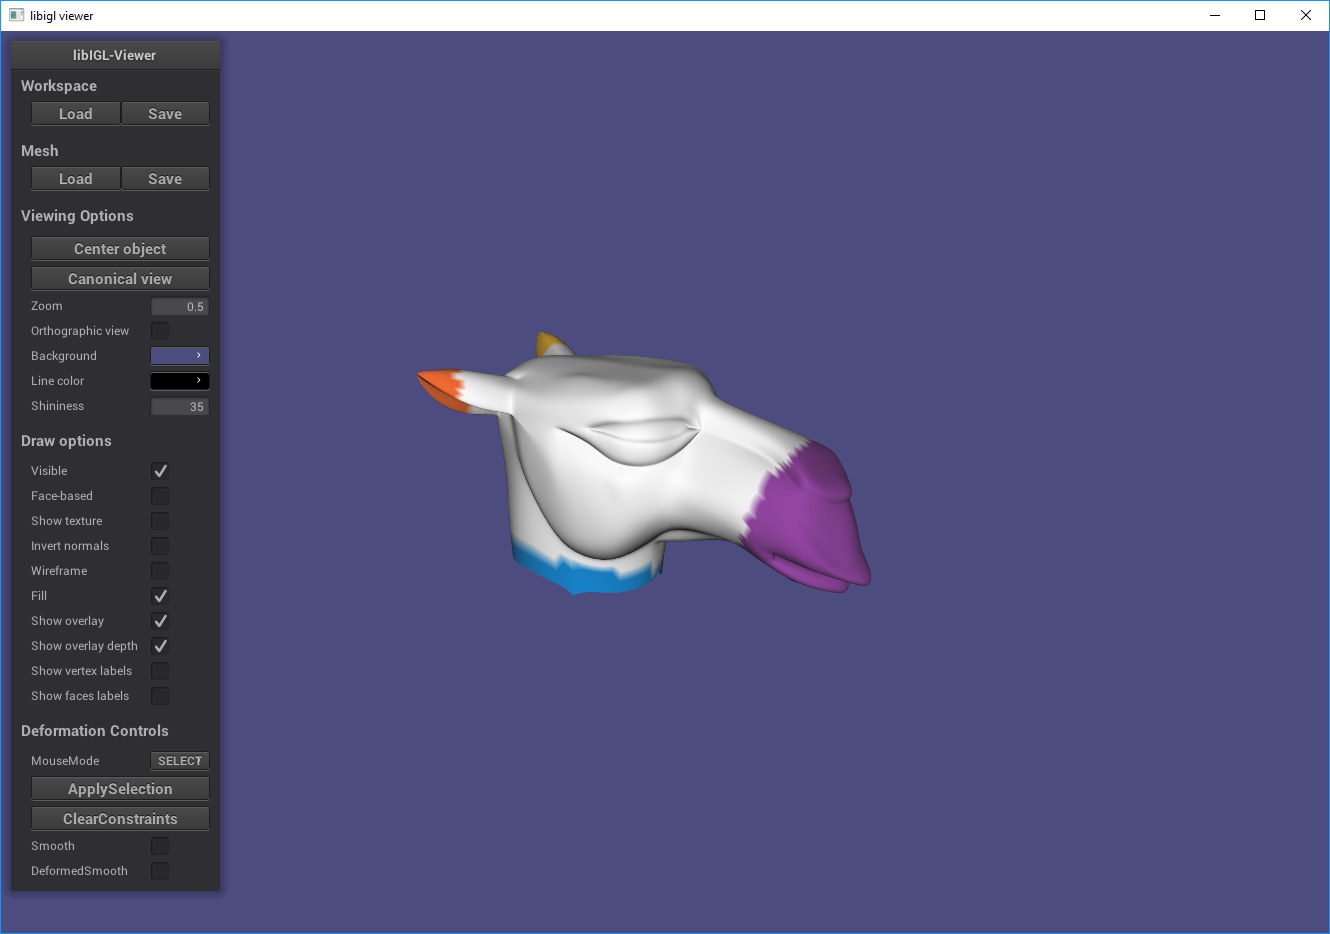 libigl viewer
libIGL-Viewer
Workspace
Load Save
Mesh
Load Save
Viewing Options
Center object
Canonical view
Zoom 0.5
Orthographic view
Background
Line color
Shininess 35
Draw options
Visible
Face-based
Show texture
Invert normals
Wireframe
Fill
Show overlay
Show overlay depth
Show vertex labels
Show faces labels
Deformation Controls
MouseMode SELECT
ApplySelection
ClearConstraints
Smooth
DeformedSmooth